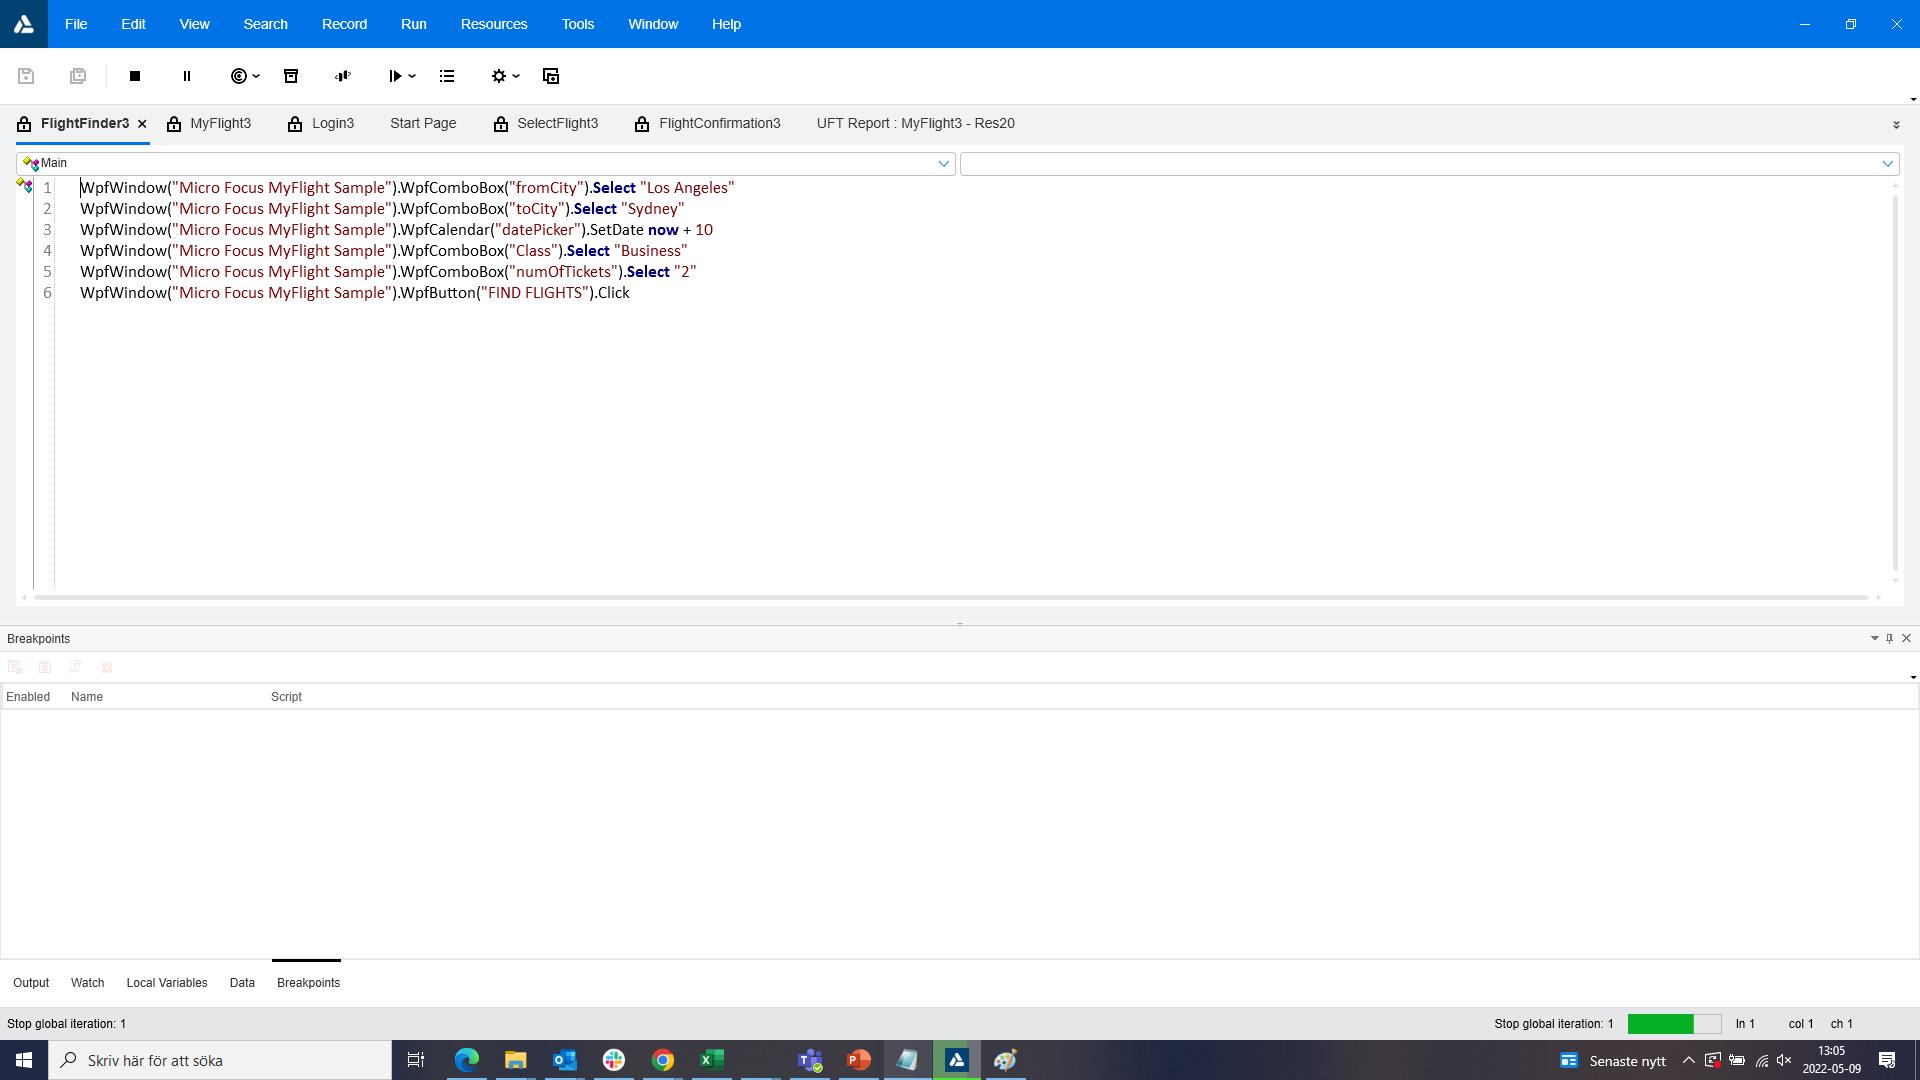 File Edit View Search Record Run Resources Tools Window Help
FlightFinder3 MyFlight3 Login3 Start Page SelectFlight3 FlightConfirmation3 UFT Report : MyFlight3 - Res20
Main
1 WpfWindow("Micro Focus MyFlight Sample").WpfComboBox("fromCity").Select "Los Angeles"
2 WpfWindow("Micro Focus MyFlight Sample").WpfComboBox("toCity").Select "Sydney"
3 WpfWindow("Micro Focus MyFlight Sample").WpfCalendar("datePicker").SetDate now + 10
4 WpfWindow("Micro Focus MyFlight Sample").WpfComboBox("Class").Select "Business"
5 WpfWindow("Micro Focus MyFlight Sample").WpfComboBox("numOfTickets").Select "2"
6 WpfWindow("Micro Focus MyFlight Sample").WpfButton("FIND FLIGHTS").Click
Breakpoints
Enabled Name Script
Output Watch Local Variables Data Breakpoints
Stop global iteration: 1 Stop global iteration: 1 ln 1 col 1 ch 1
Skriv här för att söka Senaste nytt 13:05
2022-05-09